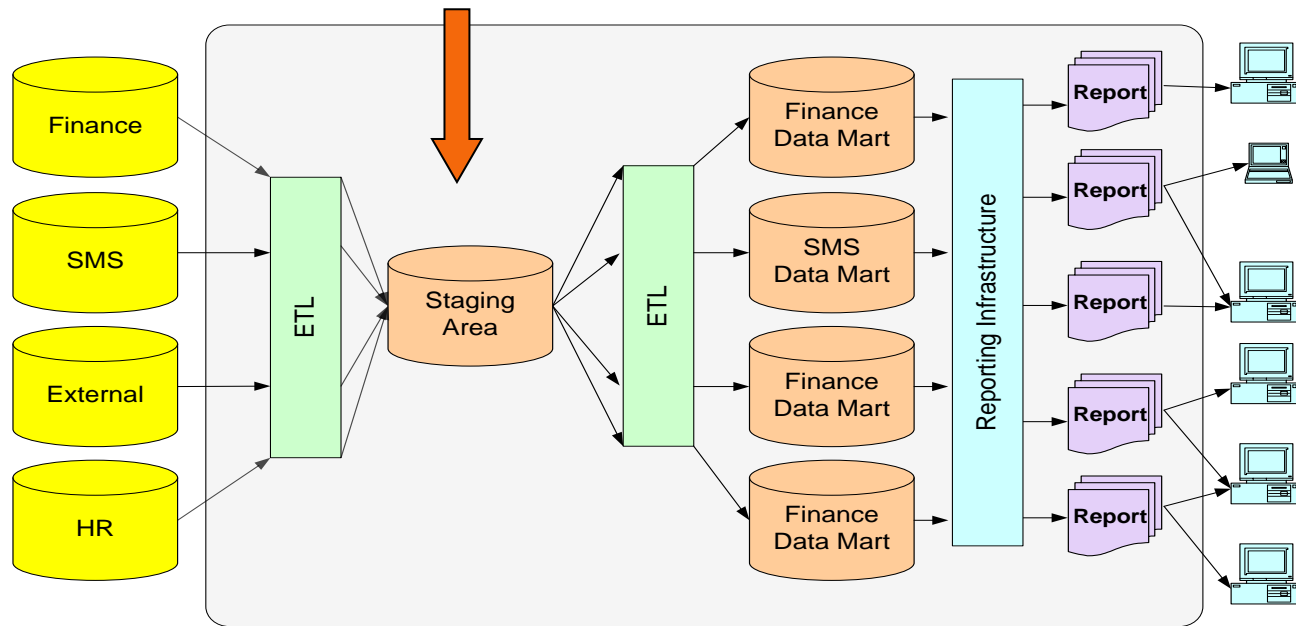 Finance
SMS
External
HR
ETL
Staging
Area
ETL
Finance
Data Mart
SMS
Data Mart
Finance
Data Mart
Finance
Data Mart
Reporting Infrastructure
Report
Report
Report
Report
Report